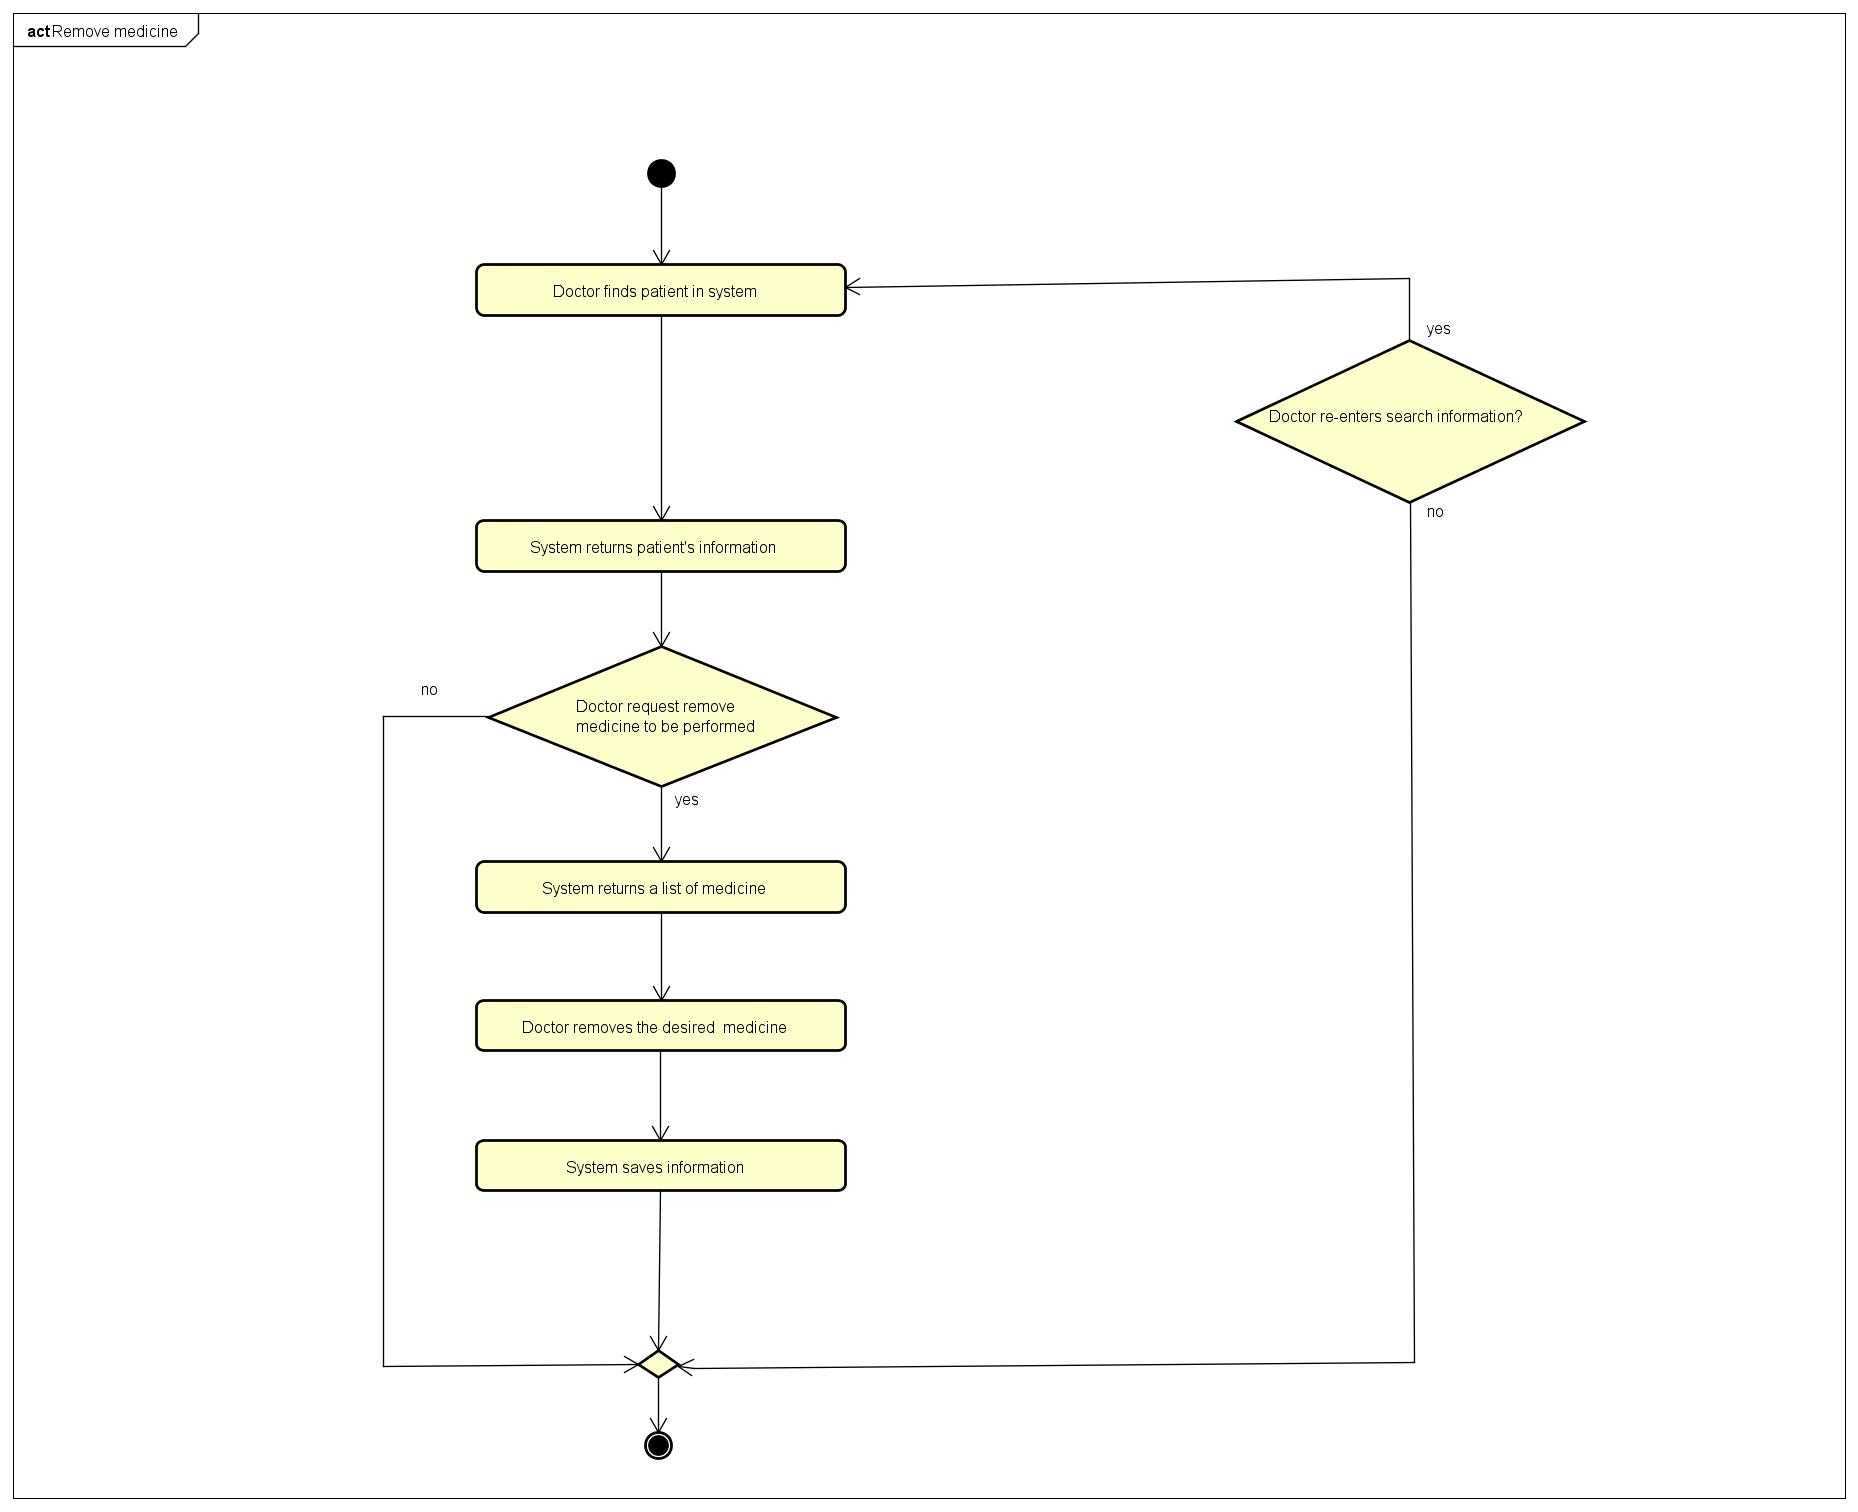 act Remove medicine
Doctor finds patient in system
yes
Doctor re-enters search information?
no
System returns patient's information
no
Doctor request remove
medicine to be performed
yes
System returns a list of medicine
Doctor removes the desired  medicine
System saves information